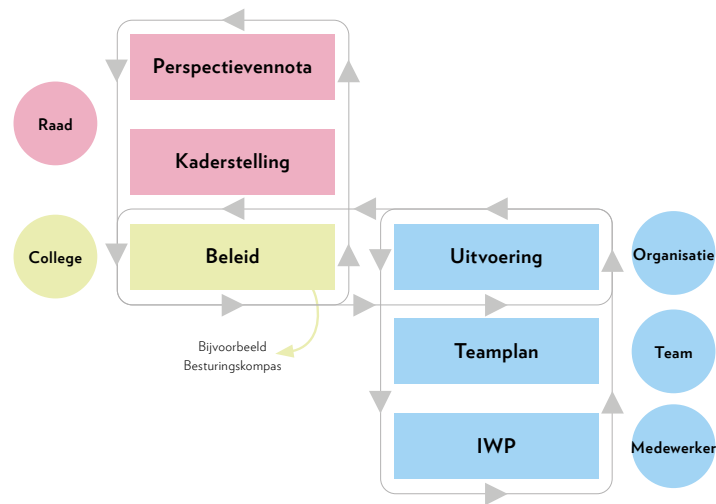 Perspectievennota
Raad
Kaderstelling
College
Beleid
Uitvoering
Organisatie
Bijvoorbeeld
Besturingskompas
Teamplan
Team
IWP
Medewerker